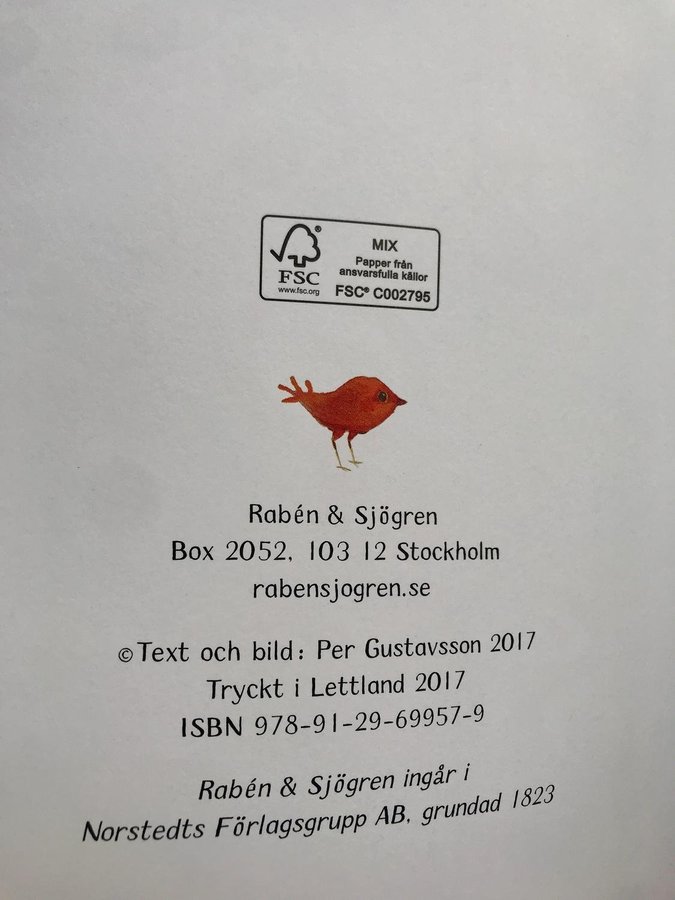 FSC®
www.fsc.org
MIX
Papper från
ansvarsfulla källor
FSC® C002795
Rabén & Sjögren
Box 2052, 103 12 Stockholm
rabensjogren.se
© Text och bild: Per Gustavsson 2017
Tryckt i Lettland 2017
ISBN 978-91-29-69957-9
Rabén & Sjögren ingår i
Norstedts Förlagsgrupp AB, grundad 1823